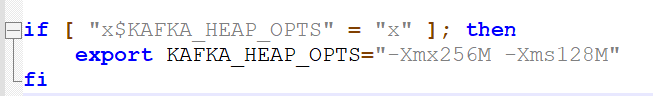 if [ "x$KAFKA_HEAP_OPTS" = "x" ]; then
    export KAFKA_HEAP_OPTS="-Xmx256M -Xms128M"
fi